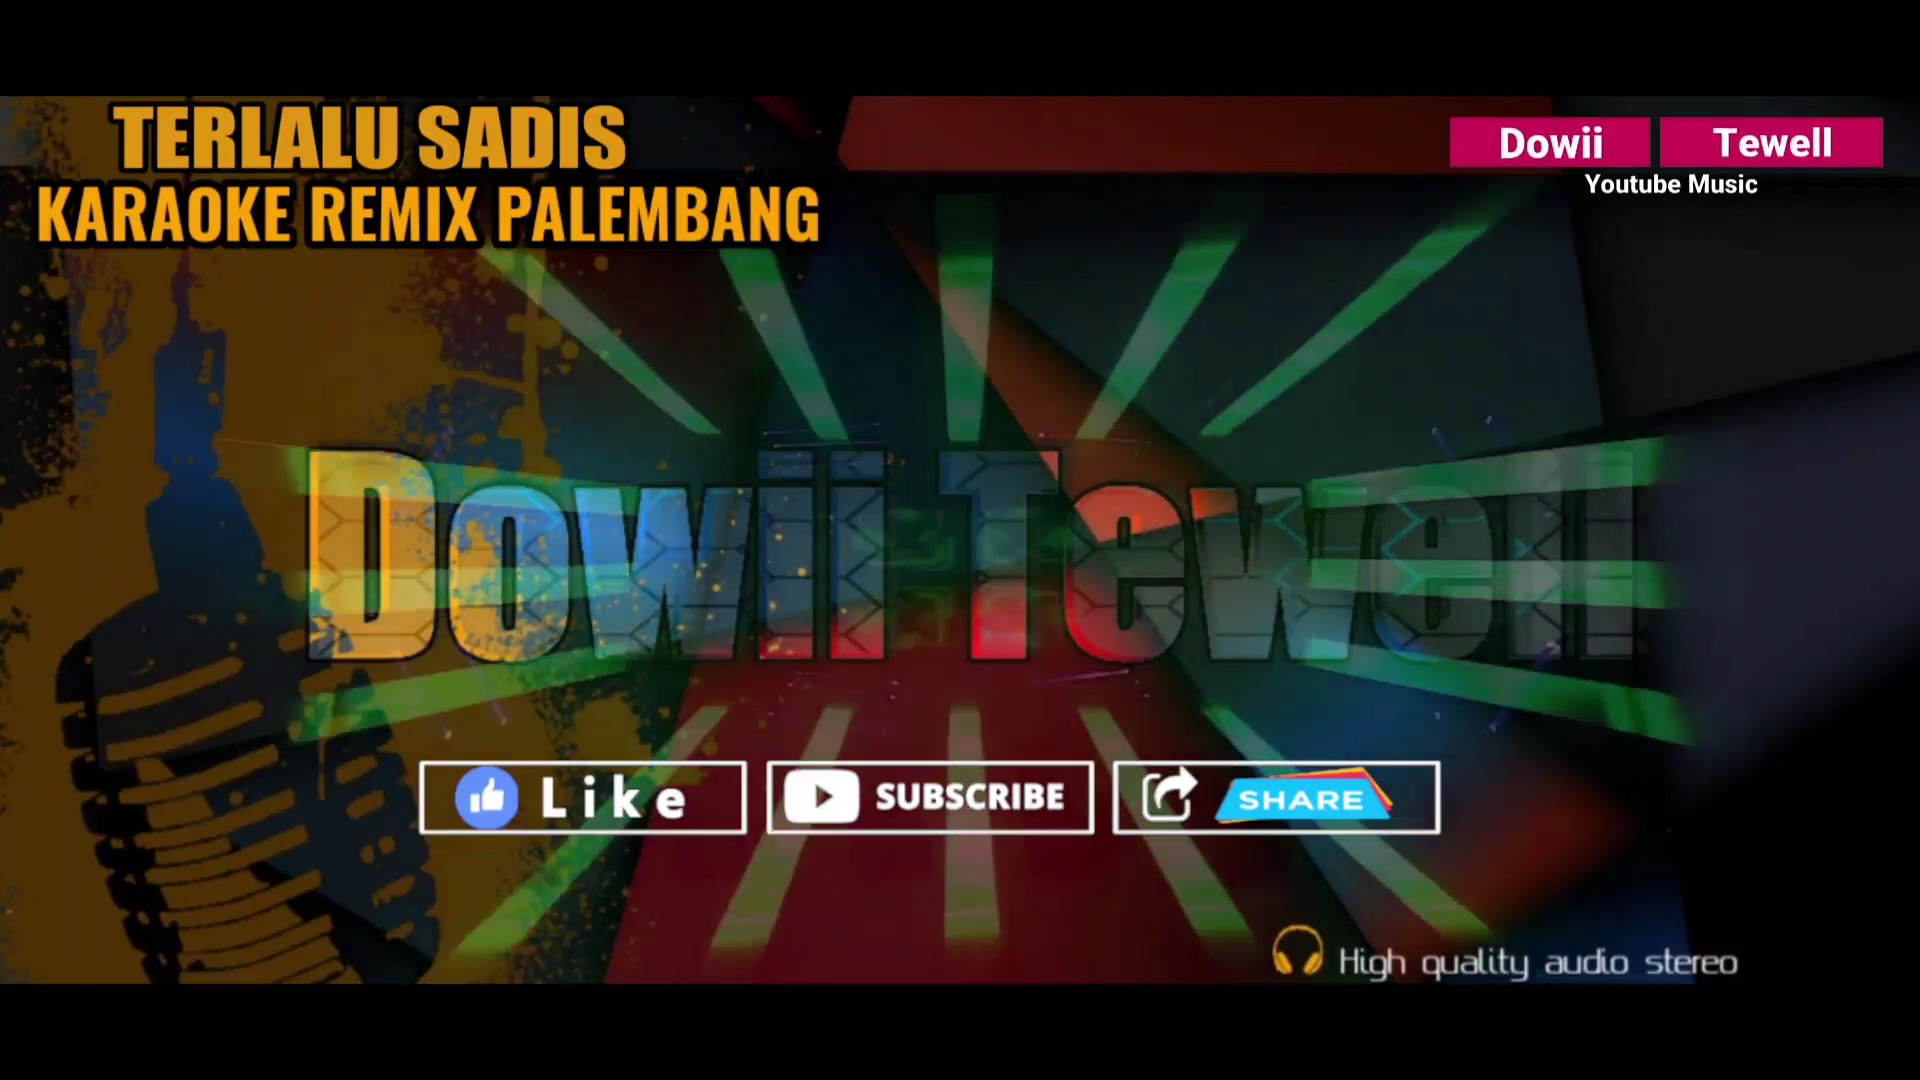 TERLALU SADIS
KARAOKE REMIX PALEMBANG
Dowii Tewell
Youtube Music
Dowii Tewell
Like
SUBSCRIBE
SHARE
High quality audio stereo